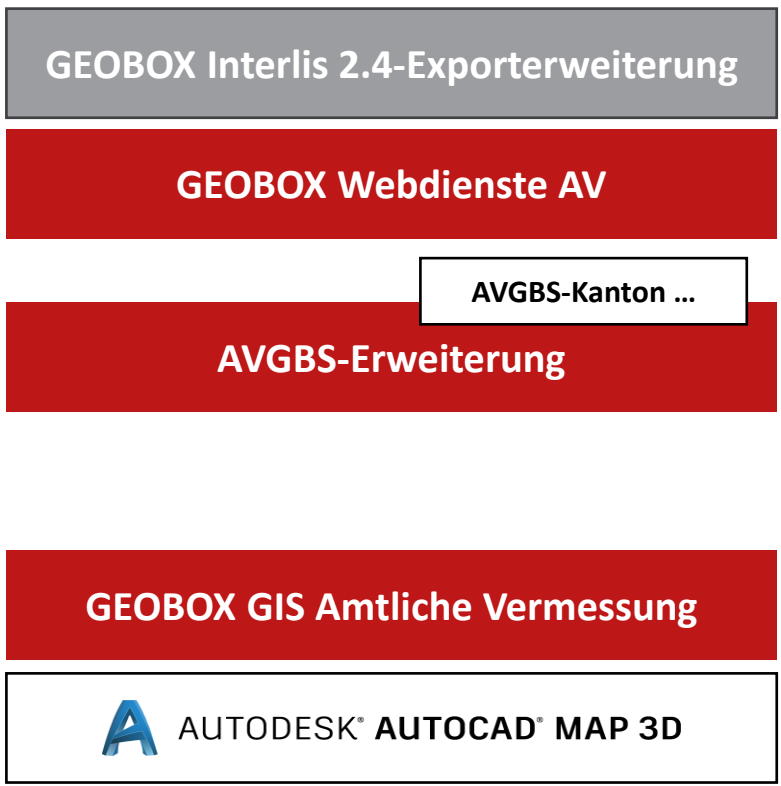 GEOBOX Interlis 2.4-Exporterweiterung
GEOBOX Webdienste AV
AVGBS-Kanton …
AVGBS-Erweiterung
GEOBOX GIS Amtliche Vermessung
AUTODESK® AUTOCAD® MAP 3D